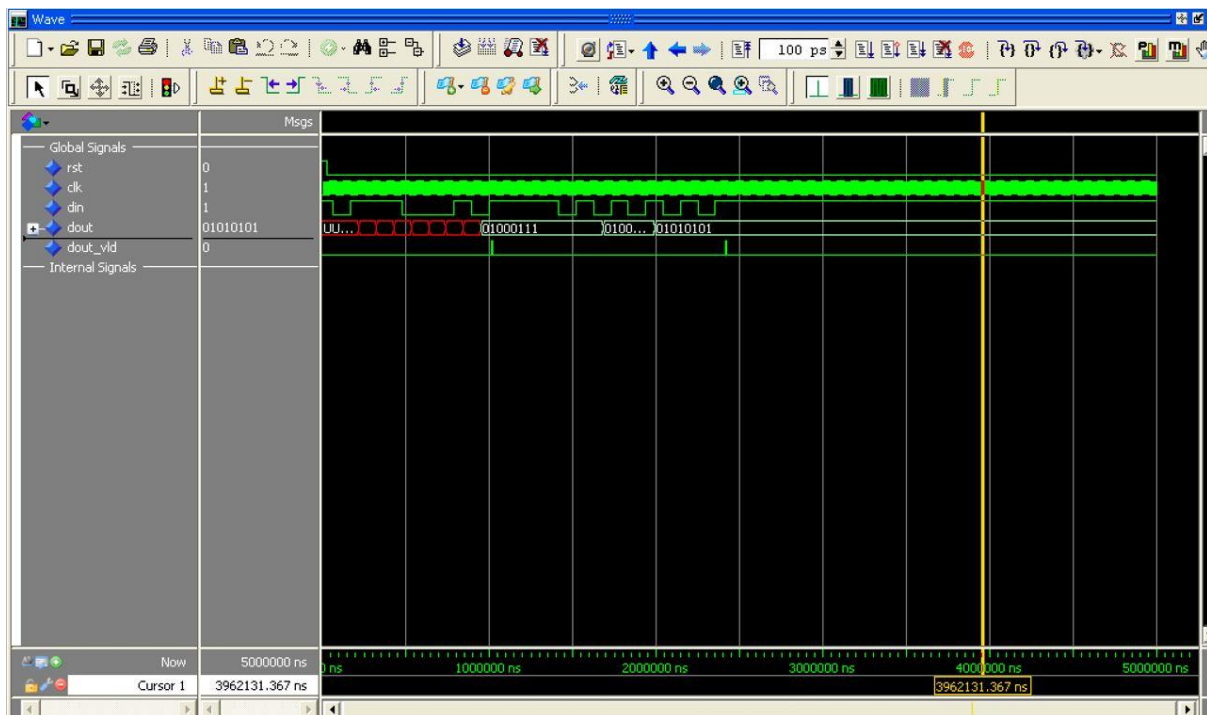 Wave
100 ps
Msgs
Global Signals
rst 0
clk 1
din 1
dout 01010101 UU... 01000111 0100... 01010101
dout_vld 0
Internal Signals
Now 5000000 ns 1000000 ns 2000000 ns 3000000 ns 4000000 ns 5000000 ns
Cursor 1 3962131.367 ns 3962131.367 ns